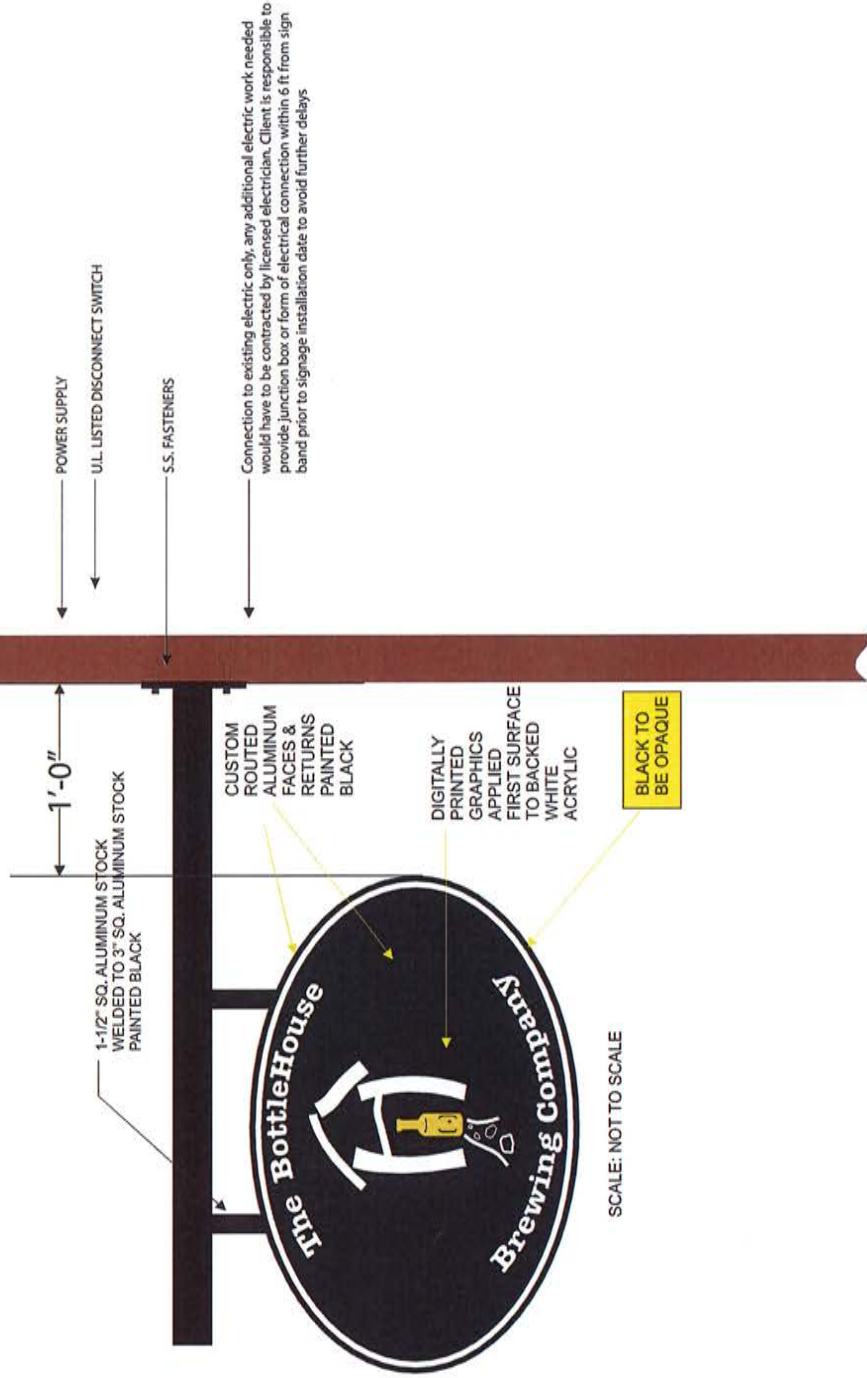 1'-0"
1-1/2" SQ. ALUMINUM STOCK
WELDED TO 3" SQ. ALUMINUM STOCK
PAINTED BLACK
POWER SUPPLY
U.L. LISTED DISCONNECT SWITCH
S.S. FASTENERS
Connection to existing electric only, any additional electric work needed
would have to be contracted by licensed electrician. Client is responsible to
provide junction box or form of electrical connection within 6 ft from sign
band prior to signage installation date to avoid further delays
CUSTOM
ROUTED
ALUMINUM
FACES &
RETURNS
PAINTED
BLACK
DIGITALLY
PRINTED
GRAPHICS
APPLIED
FIRST SURFACE
TO BACKED
WHITE
ACRYLIC
BLACK TO
BE OPAQUE
The BottleHouse
Brewing Company
SCALE: NOT TO SCALE